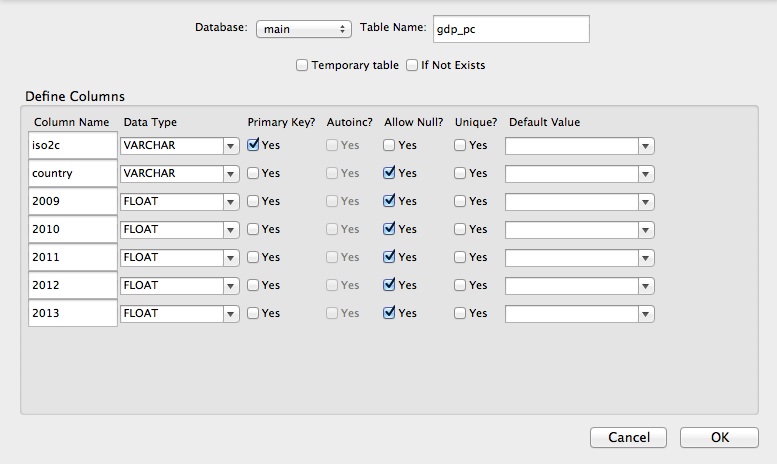 Database: main Table Name: gdp_pc
Temporary table If Not Exists
Define Columns
Column Name Data Type Primary Key? Autoinc? Allow Null? Unique? Default Value
iso2c VARCHAR Yes Yes Yes Yes
country VARCHAR Yes Yes Yes Yes
2009 FLOAT Yes Yes Yes Yes
2010 FLOAT Yes Yes Yes Yes
2011 FLOAT Yes Yes Yes Yes
2012 FLOAT Yes Yes Yes Yes
2013 FLOAT Yes Yes Yes Yes
Cancel OK